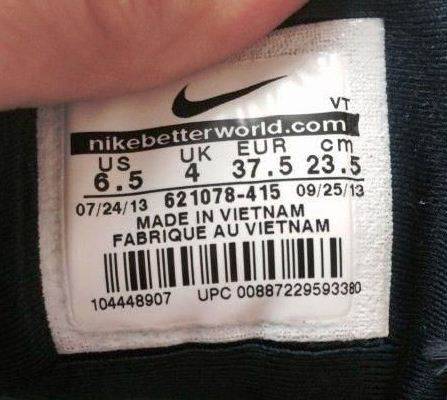 VT
nikebetterworld.com
US UK EUR cm
6.5 4 37.5 23.5
07/24/13 621078-415 09/25/13
MADE IN VIETNAM
FABRIQUE AU VIETNAM
104448907 UPC 00887229593380